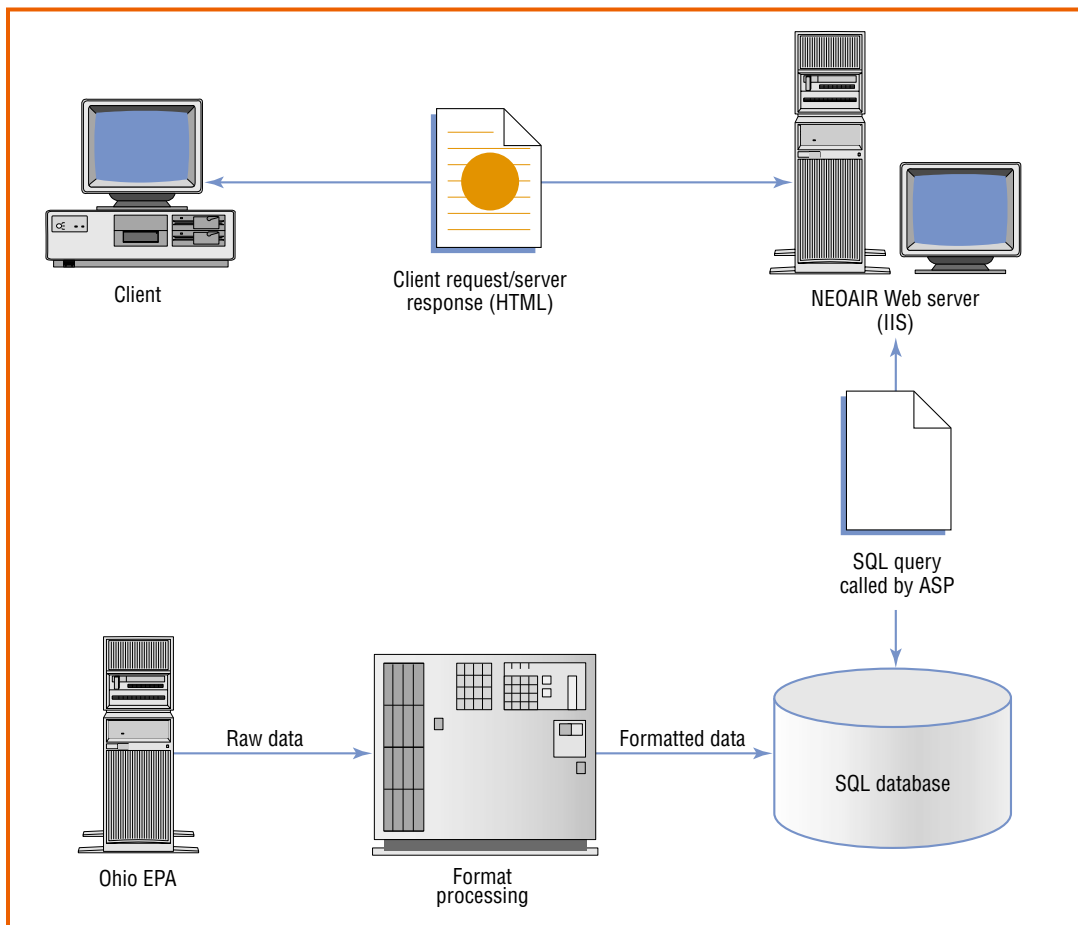 Client
Client request/server
response (HTML)
NEOAIR Web server
(IIS)
SQL query
called by ASP
Raw data
Formatted data
SQL database
Ohio EPA
Format
processing